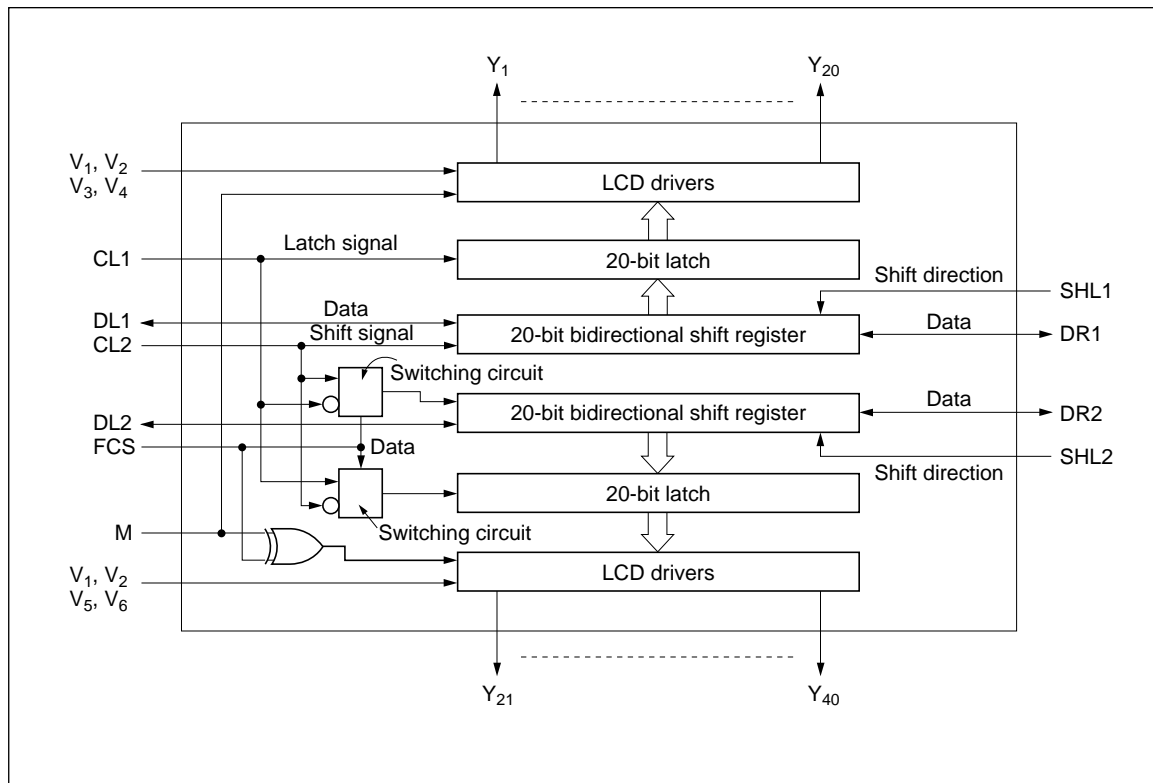 Y₁ Y₂₀
V₁, V₂
V₃, V₄
LCD drivers
Latch signal
CL1
20-bit latch
Shift direction
SHL1
Data
DL1
20-bit bidirectional shift register
Data
DR1
Shift signal
CL2
Switching circuit
DL2
20-bit bidirectional shift register
Data
DR2
FCS
Data
SHL2
Shift direction
20-bit latch
Switching circuit
M
LCD drivers
V₁, V₂
V₅, V₆
Y₂₁ Y₄₀